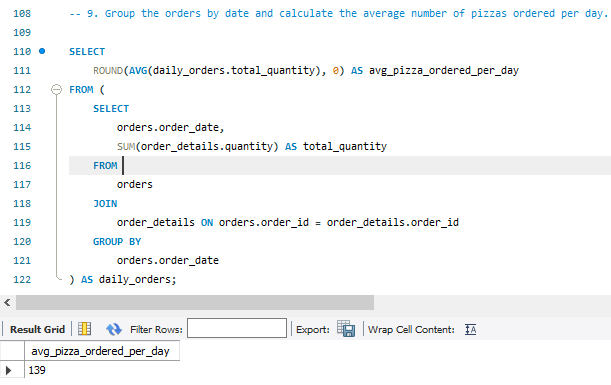 108 -- 9. Group the orders by date and calculate the average number of pizzas ordered per day.
109
110 SELECT
111 ROUND(AVG(daily_orders.total_quantity), 0) AS avg_pizza_ordered_per_day
112 FROM (
113 SELECT
114 orders.order_date,
115 SUM(order_details.quantity) AS total_quantity
116 FROM
117 orders
118 JOIN
119 order_details ON orders.order_id = order_details.order_id
120 GROUP BY
121 orders.order_date
122 ) AS daily_orders;
Result Grid Filter Rows: Export: Wrap Cell Content:
avg_pizza_ordered_per_day
139